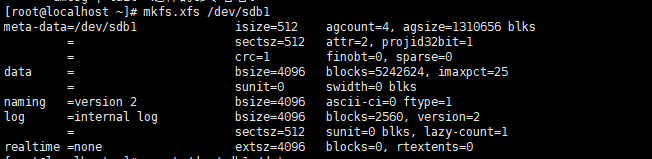 [root@localhost ~]# mkfs.xfs /dev/sdb1
meta-data=/dev/sdb1              isize=512    agcount=4, agsize=1310656 blks
         =                       sectsz=512   attr=2, projid32bit=1
         =                       crc=1        finobt=0, sparse=0
data     =                       bsize=4096   blocks=5242624, imaxpct=25
         =                       sunit=0      swidth=0 blks
naming   =version 2              bsize=4096   ascii-ci=0 ftype=1
log      =internal log           bsize=4096   blocks=2560, version=2
         =                       sectsz=512   sunit=0 blks, lazy-count=1
realtime =none                   extsz=4096   blocks=0, rtextents=0